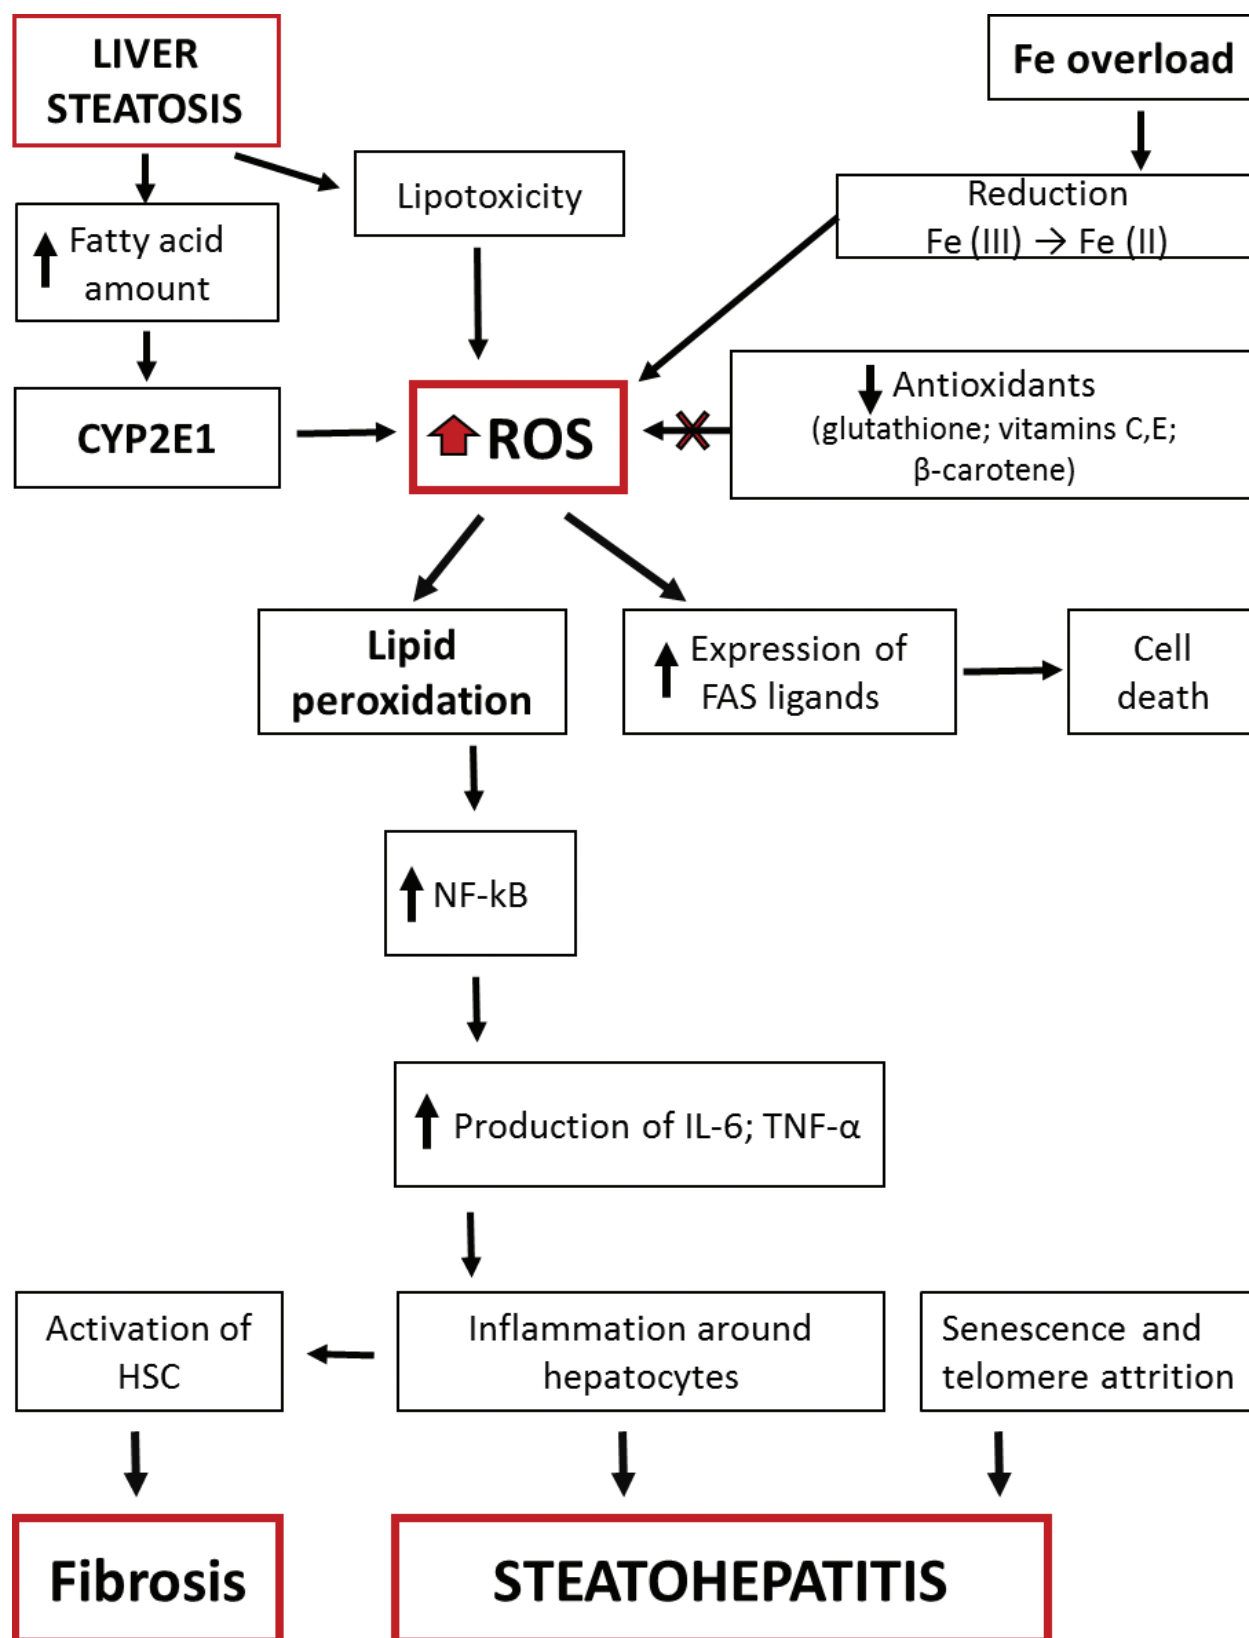 LIVER
STEATOSIS
Fe overload
Lipotoxicity
Reduction
Fe (III) → Fe (II)
Fatty acid
amount
Antioxidants
(glutathione; vitamins C,E;
β-carotene)
CYP2E1
ROS
Lipid
peroxidation
Expression of
FAS ligands
Cell
death
NF-kB
Production of IL-6; TNF-α
Activation of
HSC
Inflammation around
hepatocytes
Senescence and
telomere attrition
Fibrosis
STEATOHEPATITIS